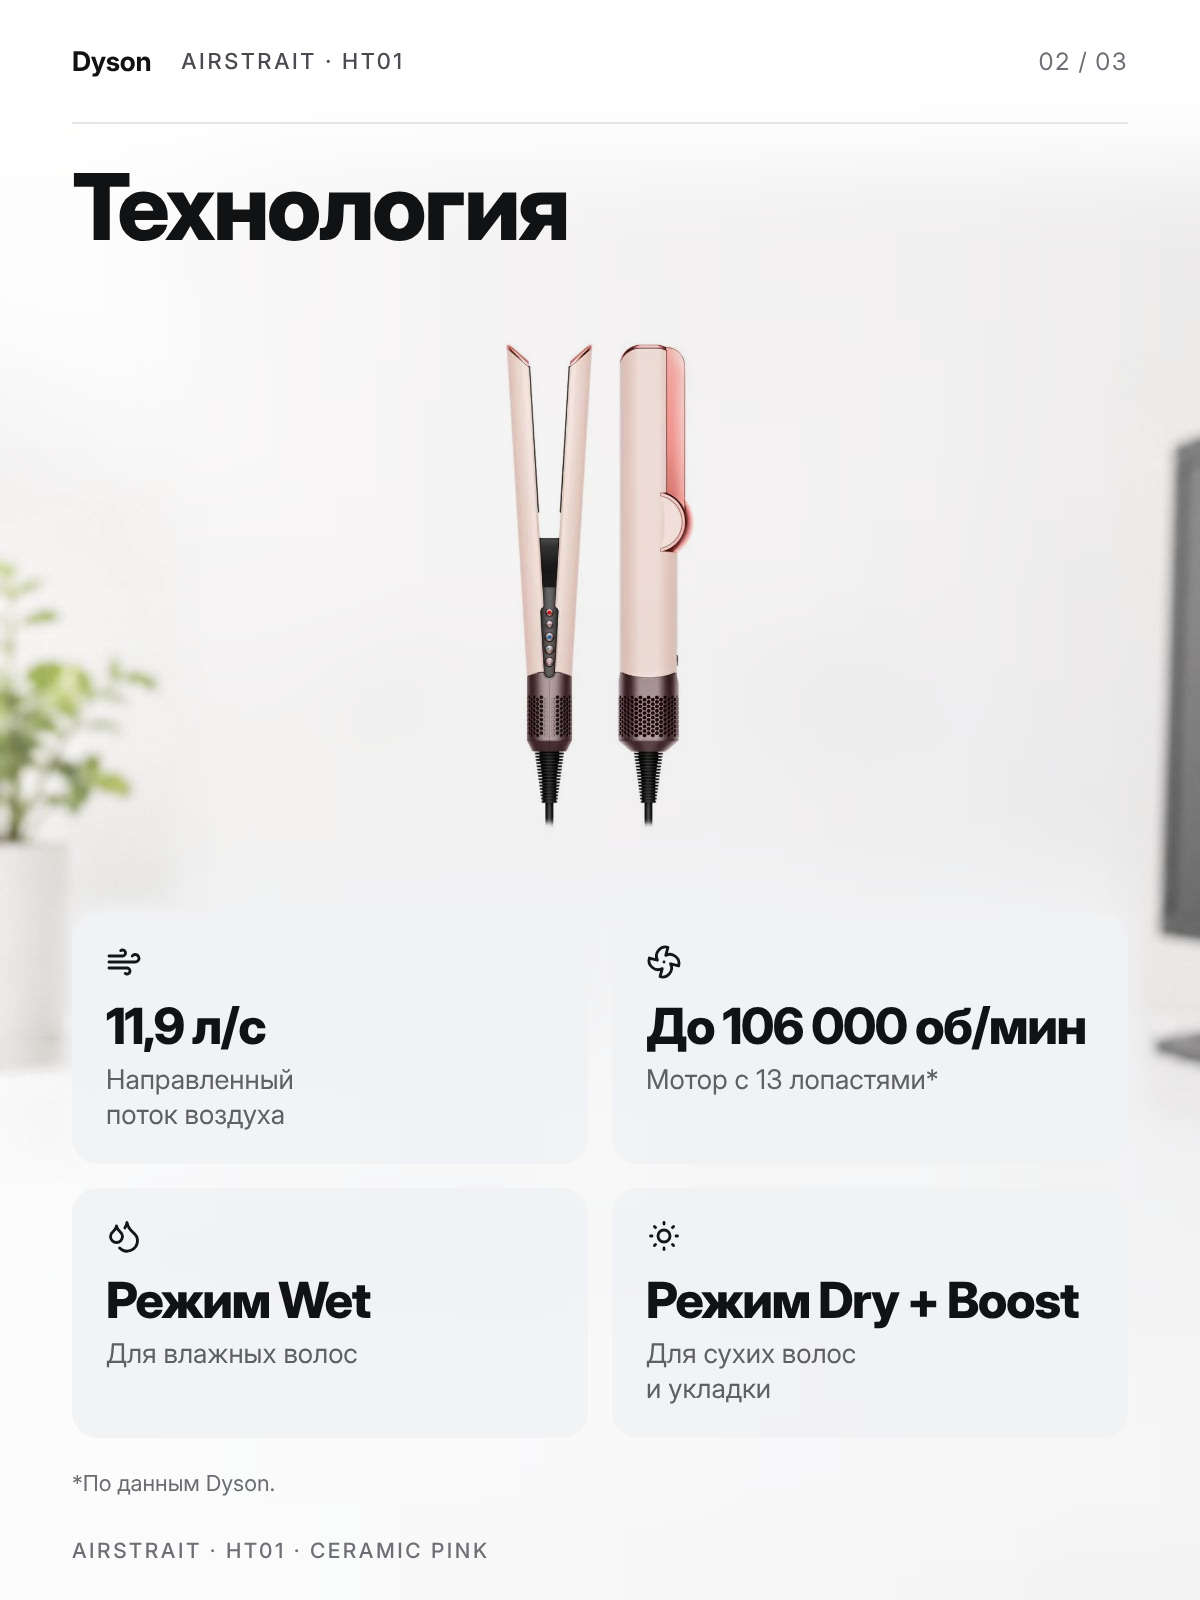 Dyson AIRSTRAIT · HT01 02 / 03
Технология
11,9 л/с
Направленный
поток воздуха
До 106 000 об/мин
Мотор с 13 лопастями*
Режим Wet
Для влажных волос
Режим Dry + Boost
Для сухих волос
и укладки
*По данным Dyson.
AIRSTRAIT · HT01 · CERAMIC PINK